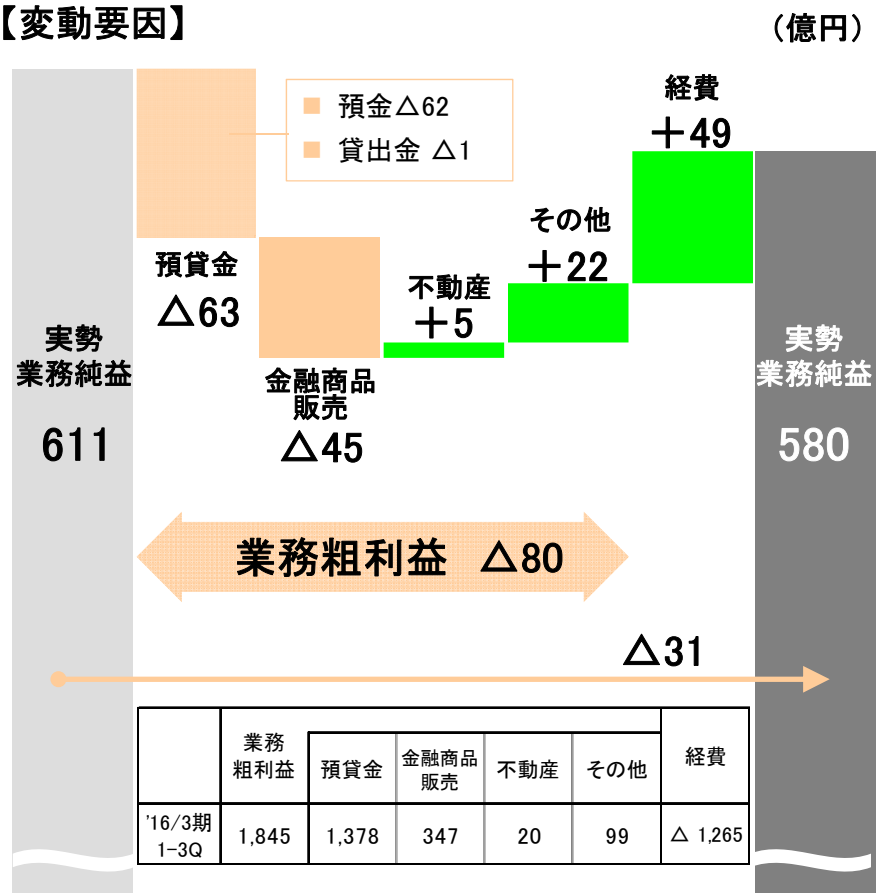 【変動要因】
（億円）
預金△62
貸出金 △1
経費
＋49
その他
＋22
預貸金
△63
不動産
＋5
実勢
業務純益
611
金融商品
販売
△45
実勢
業務純益
580
業務粗利益 △80
△31
業務
粗利益
預貸金
金融商品
販売
不動産
その他
経費
'16/3期
1-3Q
1,845
1,378
347
20
99
△ 1,265